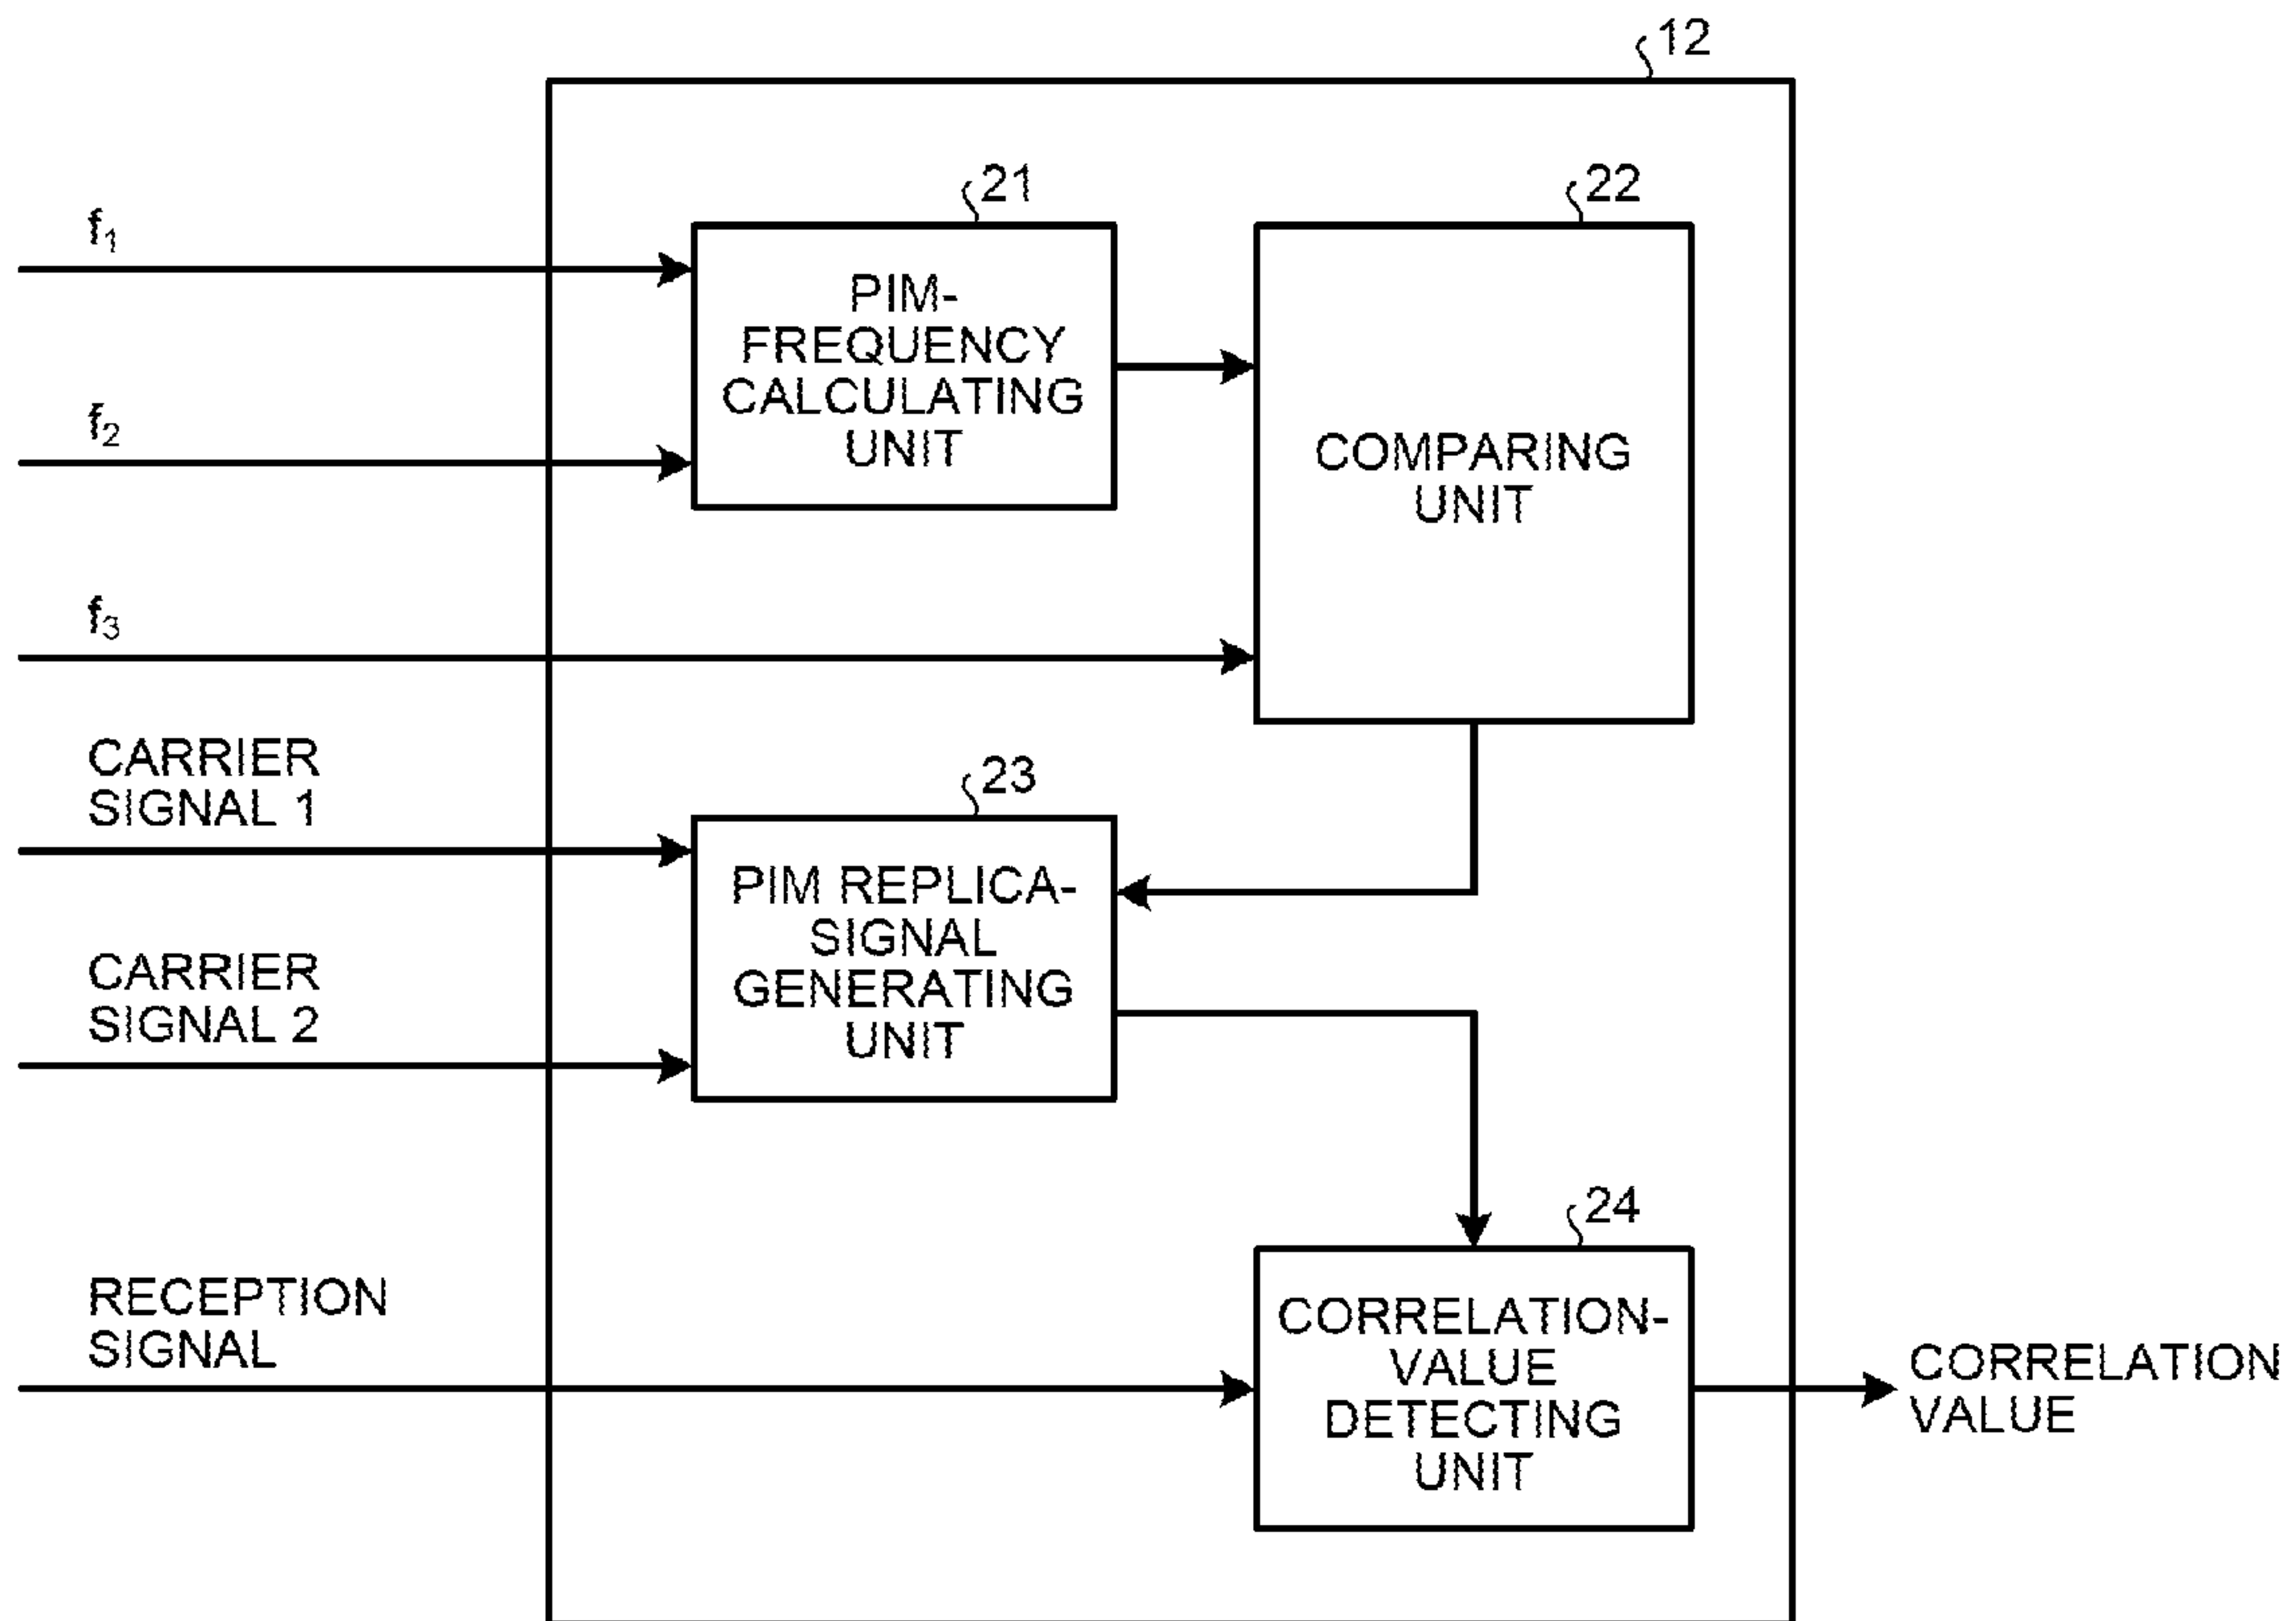 12
21
22
f₁
PIM-
FREQUENCY
CALCULATING
UNIT
f₂
COMPARING
UNIT
f₃
CARRIER
SIGNAL 1
23
PIM REPLICA-
SIGNAL
GENERATING
UNIT
CARRIER
SIGNAL 2
24
RECEPTION
SIGNAL
CORRELATION-
VALUE
DETECTING
UNIT
CORRELATION
VALUE